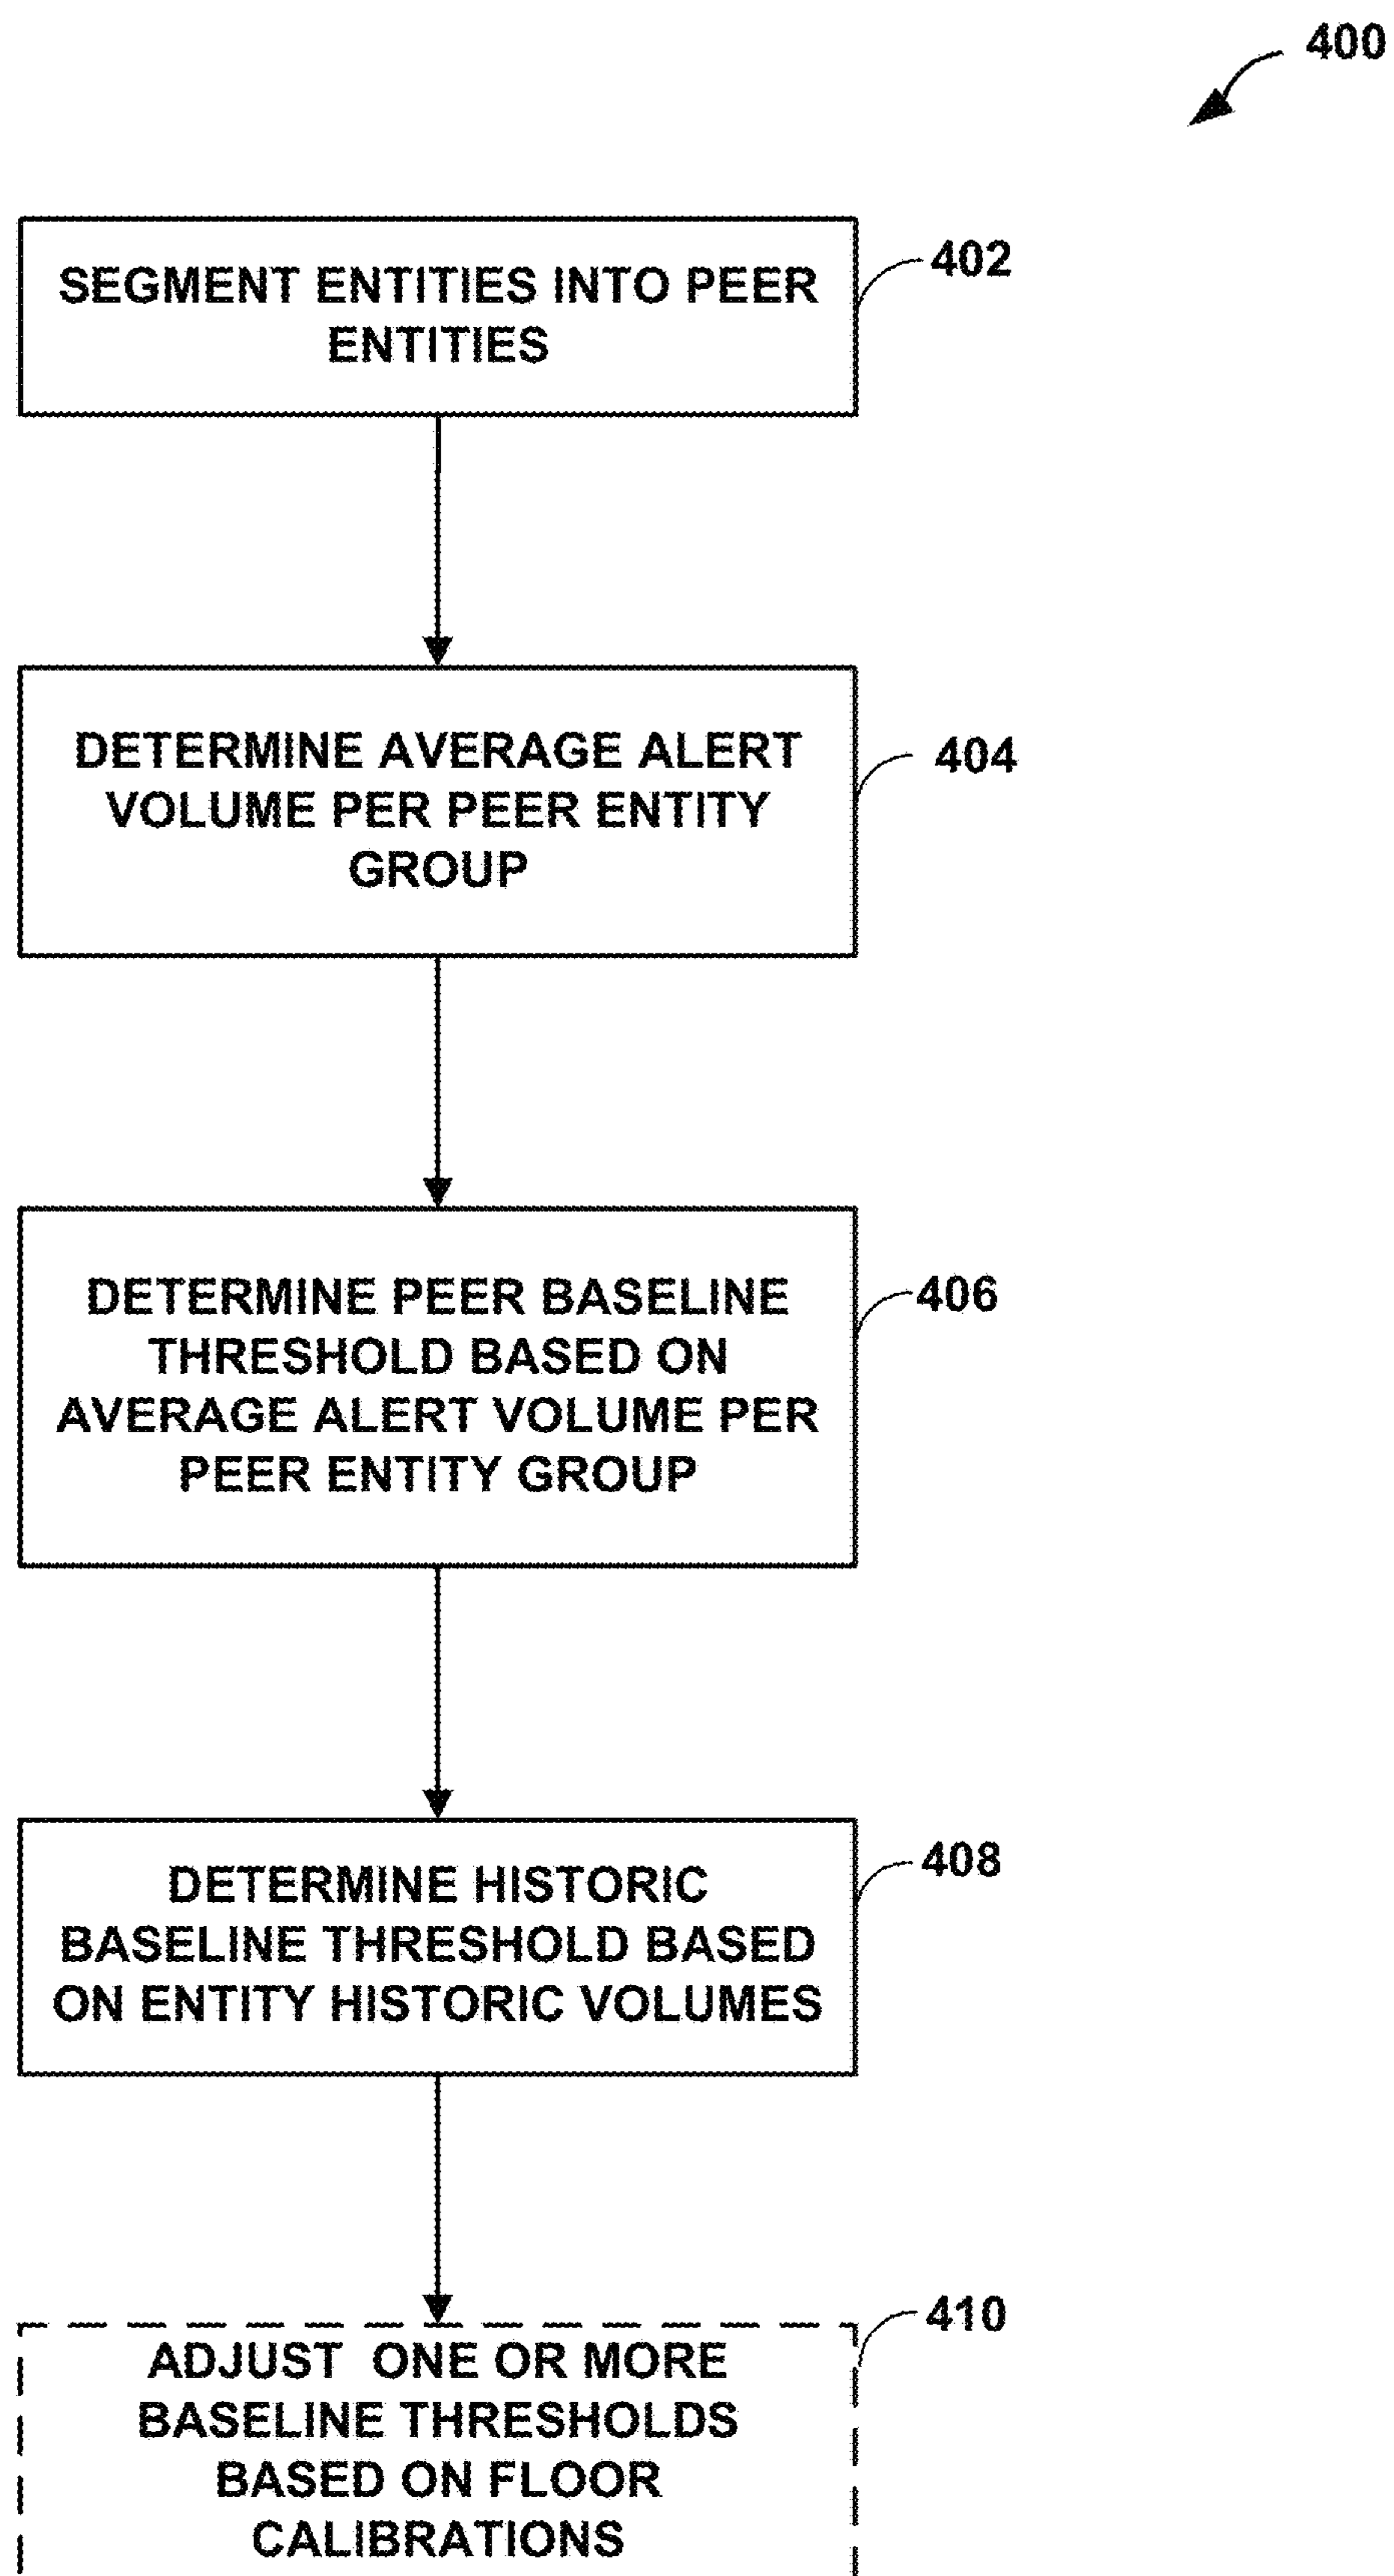 400
SEGMENT ENTITIES INTO PEER
ENTITIES
402
DETERMINE AVERAGE ALERT
VOLUME PER PEER ENTITY
GROUP
404
DETERMINE PEER BASELINE
THRESHOLD BASED ON
AVERAGE ALERT VOLUME PER
PEER ENTITY GROUP
406
DETERMINE HISTORIC
BASELINE THRESHOLD BASED
ON ENTITY HISTORIC VOLUMES
408
ADJUST ONE OR MORE
BASELINE THRESHOLDS
BASED ON FLOOR
CALIBRATIONS
410